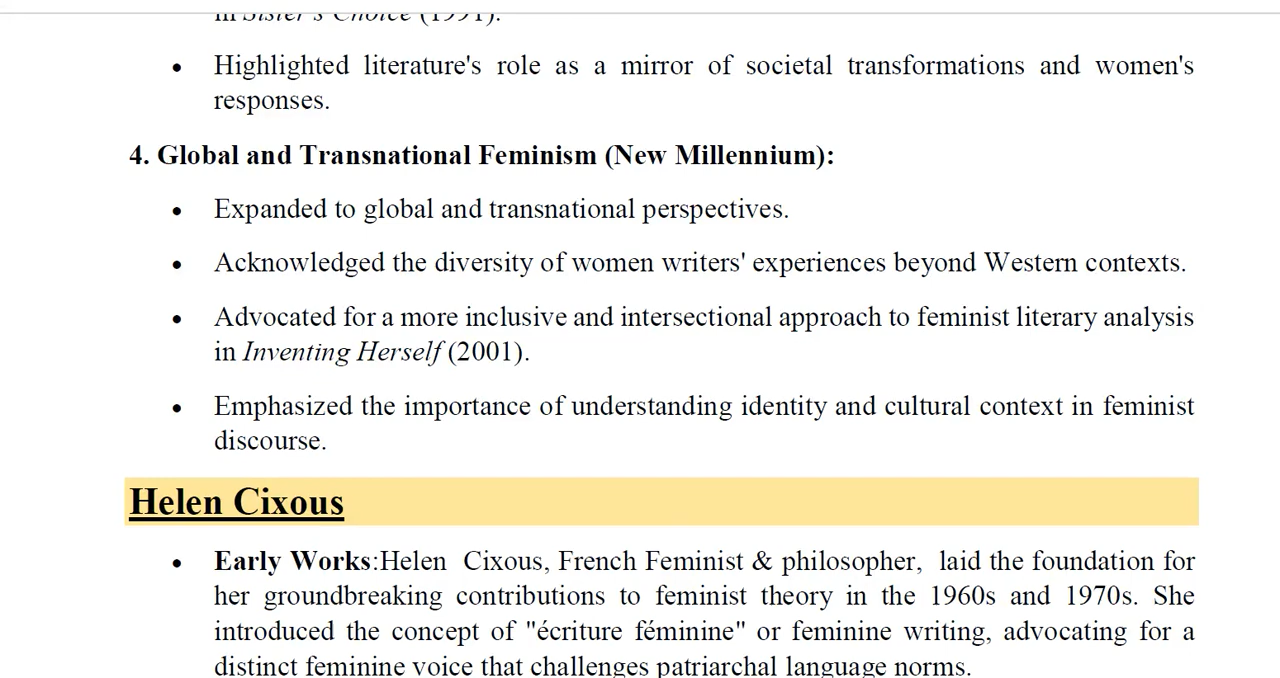 in Sister's Choice (1991).
• Highlighted literature's role as a mirror of societal transformations and women's
responses.
4. Global and Transnational Feminism (New Millennium):
• Expanded to global and transnational perspectives.
• Acknowledged the diversity of women writers' experiences beyond Western contexts.
• Advocated for a more inclusive and intersectional approach to feminist literary analysis
in Inventing Herself (2001).
• Emphasized the importance of understanding identity and cultural context in feminist
discourse.
Helen Cixous
• Early Works:Helen Cixous, French Feminist & philosopher, laid the foundation for
her groundbreaking contributions to feminist theory in the 1960s and 1970s. She
introduced the concept of "écriture féminine" or feminine writing, advocating for a
distinct feminine voice that challenges patriarchal language norms.